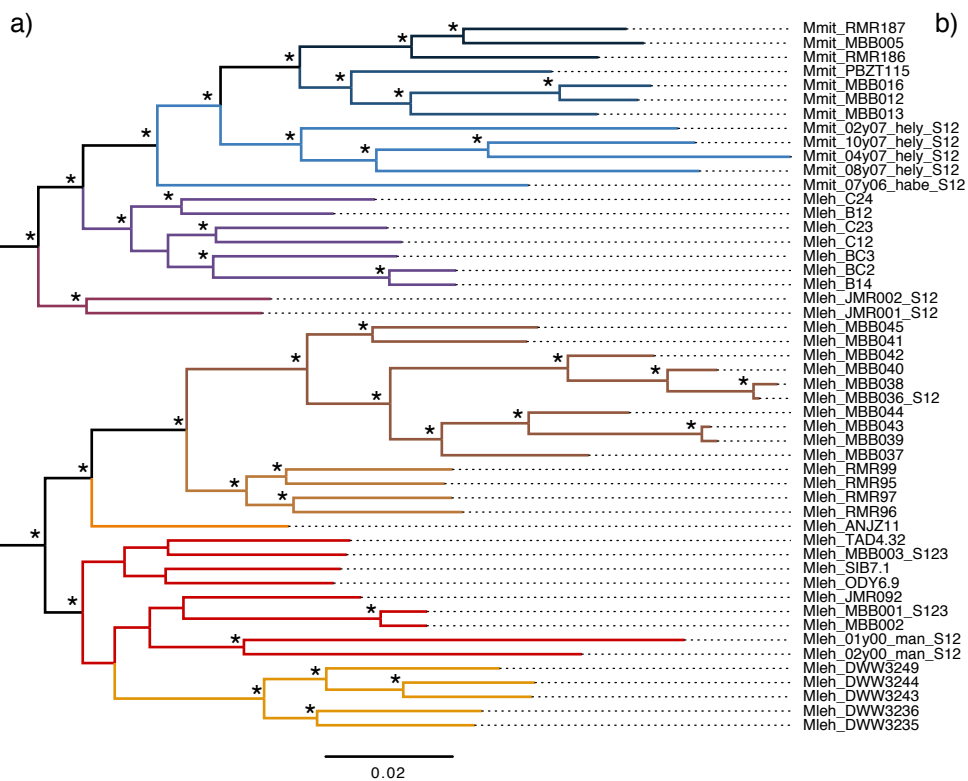 a)
b)
Mmit_RMR187
Mmit_MBB005
Mmit_RMR186
Mmit_PBZT115
Mmit_MBB016
Mmit_MBB012
Mmit_MBB013
Mmit_02y07_hely_S12
Mmit_10y07_hely_S12
Mmit_04y07_hely_S12
Mmit_08y07_hely_S12
Mmit_07y06_habe_S12
Mleh_C24
Mleh_B12
Mleh_C23
Mleh_C12
Mleh_BC3
Mleh_BC2
Mleh_B14
Mleh_JMR002_S12
Mleh_JMR001_S12
Mleh_MBB045
Mleh_MBB041
Mleh_MBB042
Mleh_MBB040
Mleh_MBB038
Mleh_MBB036_S12
Mleh_MBB044
Mleh_MBB043
Mleh_MBB039
Mleh_MBB037
Mleh_RMR99
Mleh_RMR95
Mleh_RMR97
Mleh_RMR96
Mleh_ANJZ11
Mleh_TAD4.32
Mleh_MBB003_S123
Mleh_SIB7.1
Mleh_ODY6.9
Mleh_JMR092
Mleh_MBB001_S123
Mleh_MBB002
Mleh_01y00_man_S12
Mleh_02y00_man_S12
Mleh_DWW3249
Mleh_DWW3244
Mleh_DWW3243
Mleh_DWW3236
Mleh_DWW3235
0.02